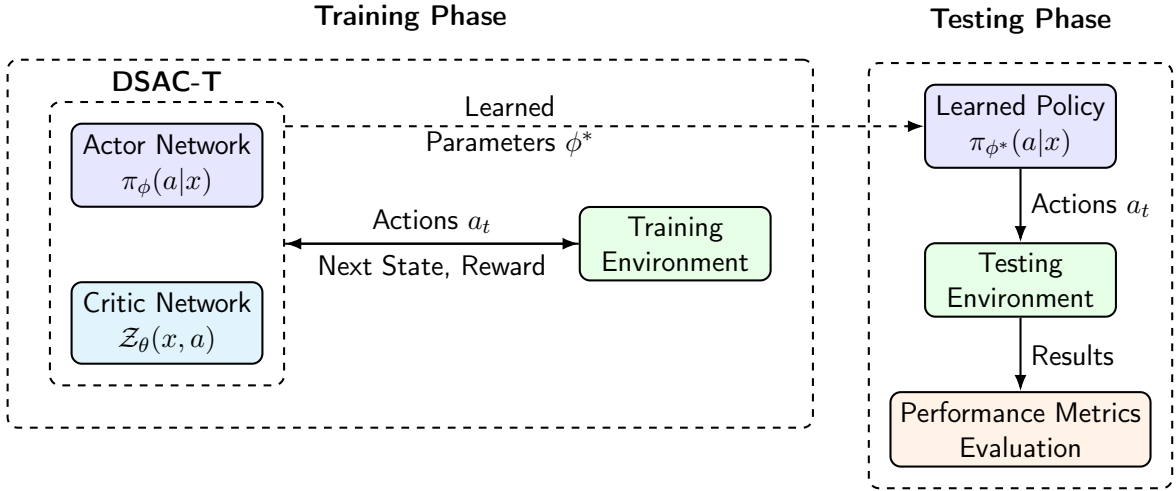 Training Phase
Testing Phase
DSAC-T
Actor Network
π_ϕ(a|x)
Critic Network
𝒵_θ(x, a)
Learned
Parameters ϕ*
Actions a_t
Next State, Reward
Training
Environment
Learned Policy
π_ϕ*(a|x)
Actions a_t
Testing
Environment
Results
Performance Metrics
Evaluation